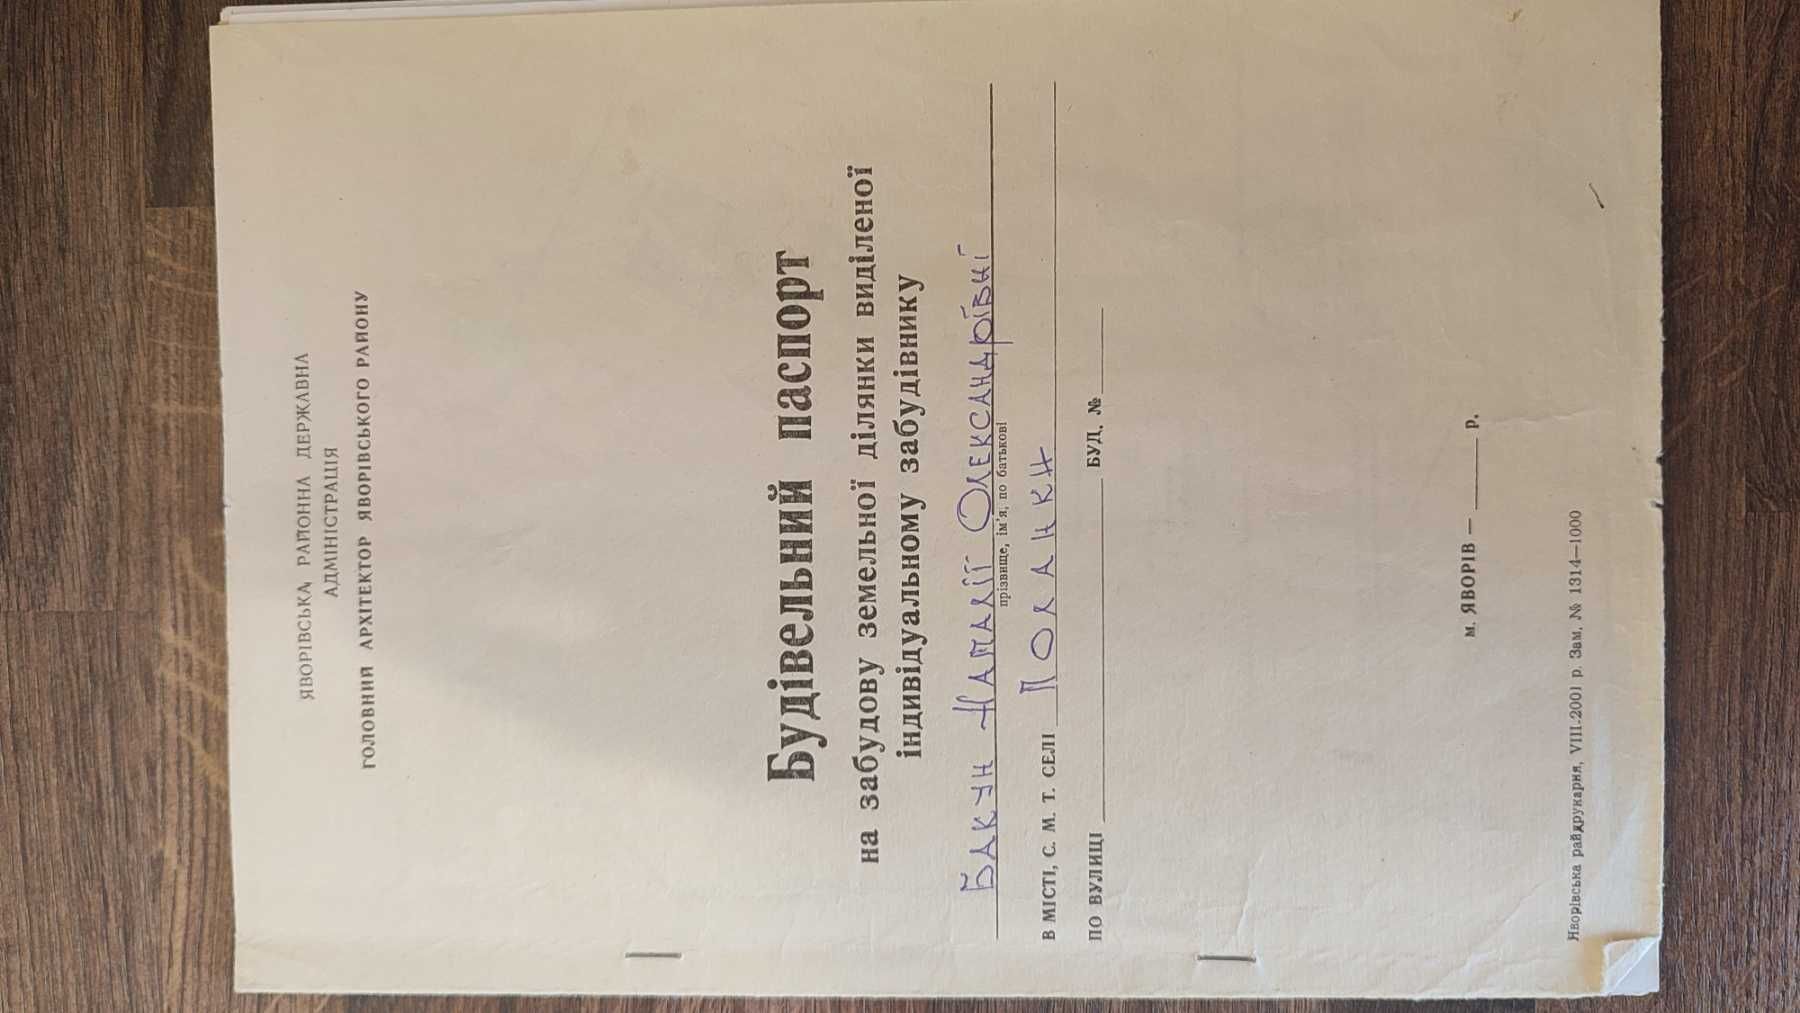 ЯВОРІВСЬКА РАЙОННА ДЕРЖАВНА
АДМІНІСТРАЦІЯ
ГОЛОВНИЙ АРХІТЕКТОР ЯВОРІВСЬКОГО РАЙОНУ
Будівельний паспорт
на забудову земельної ділянки виділеної
індивідуальному забудівнику
Бакун Наталії Олександрівні
прізвище, ім'я, по батькові
В МІСТІ, С. М. Т. СЕЛІ Поланки
ПО ВУЛИЦІ БУД. №
м. ЯВОРІВ — р.
Яворівська райдрукарня, VIII-2001 р. Зам. № 1314—1000